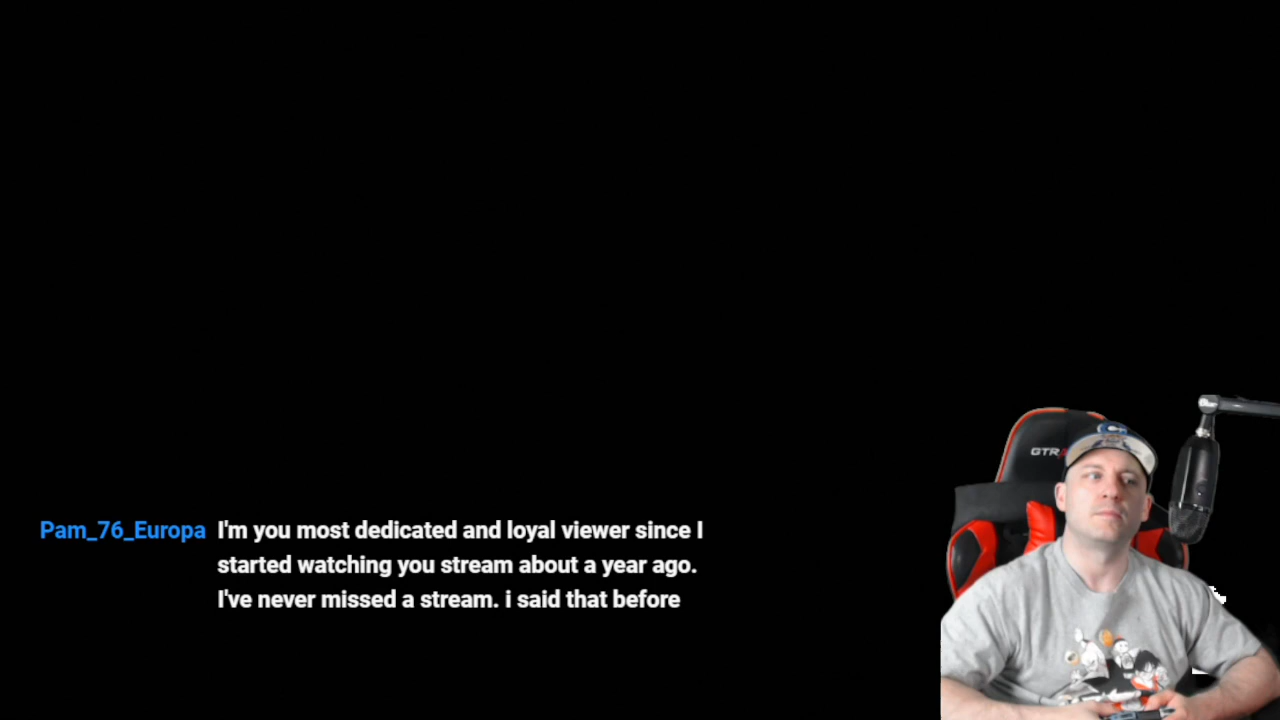 GTR
Pam_76_Europa I'm you most dedicated and loyal viewer since I
started watching you stream about a year ago.
I've never missed a stream. i said that before